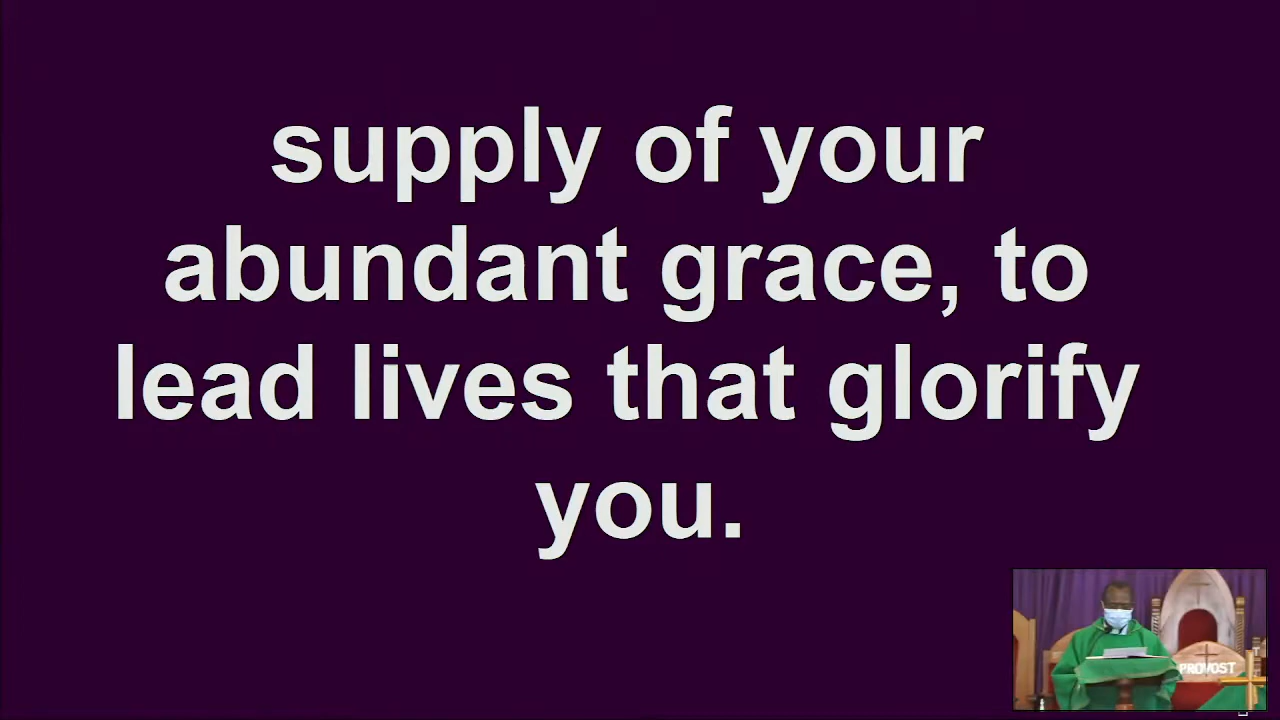 supply of your
abundant grace, to
lead lives that glorify
you.
PROVOST